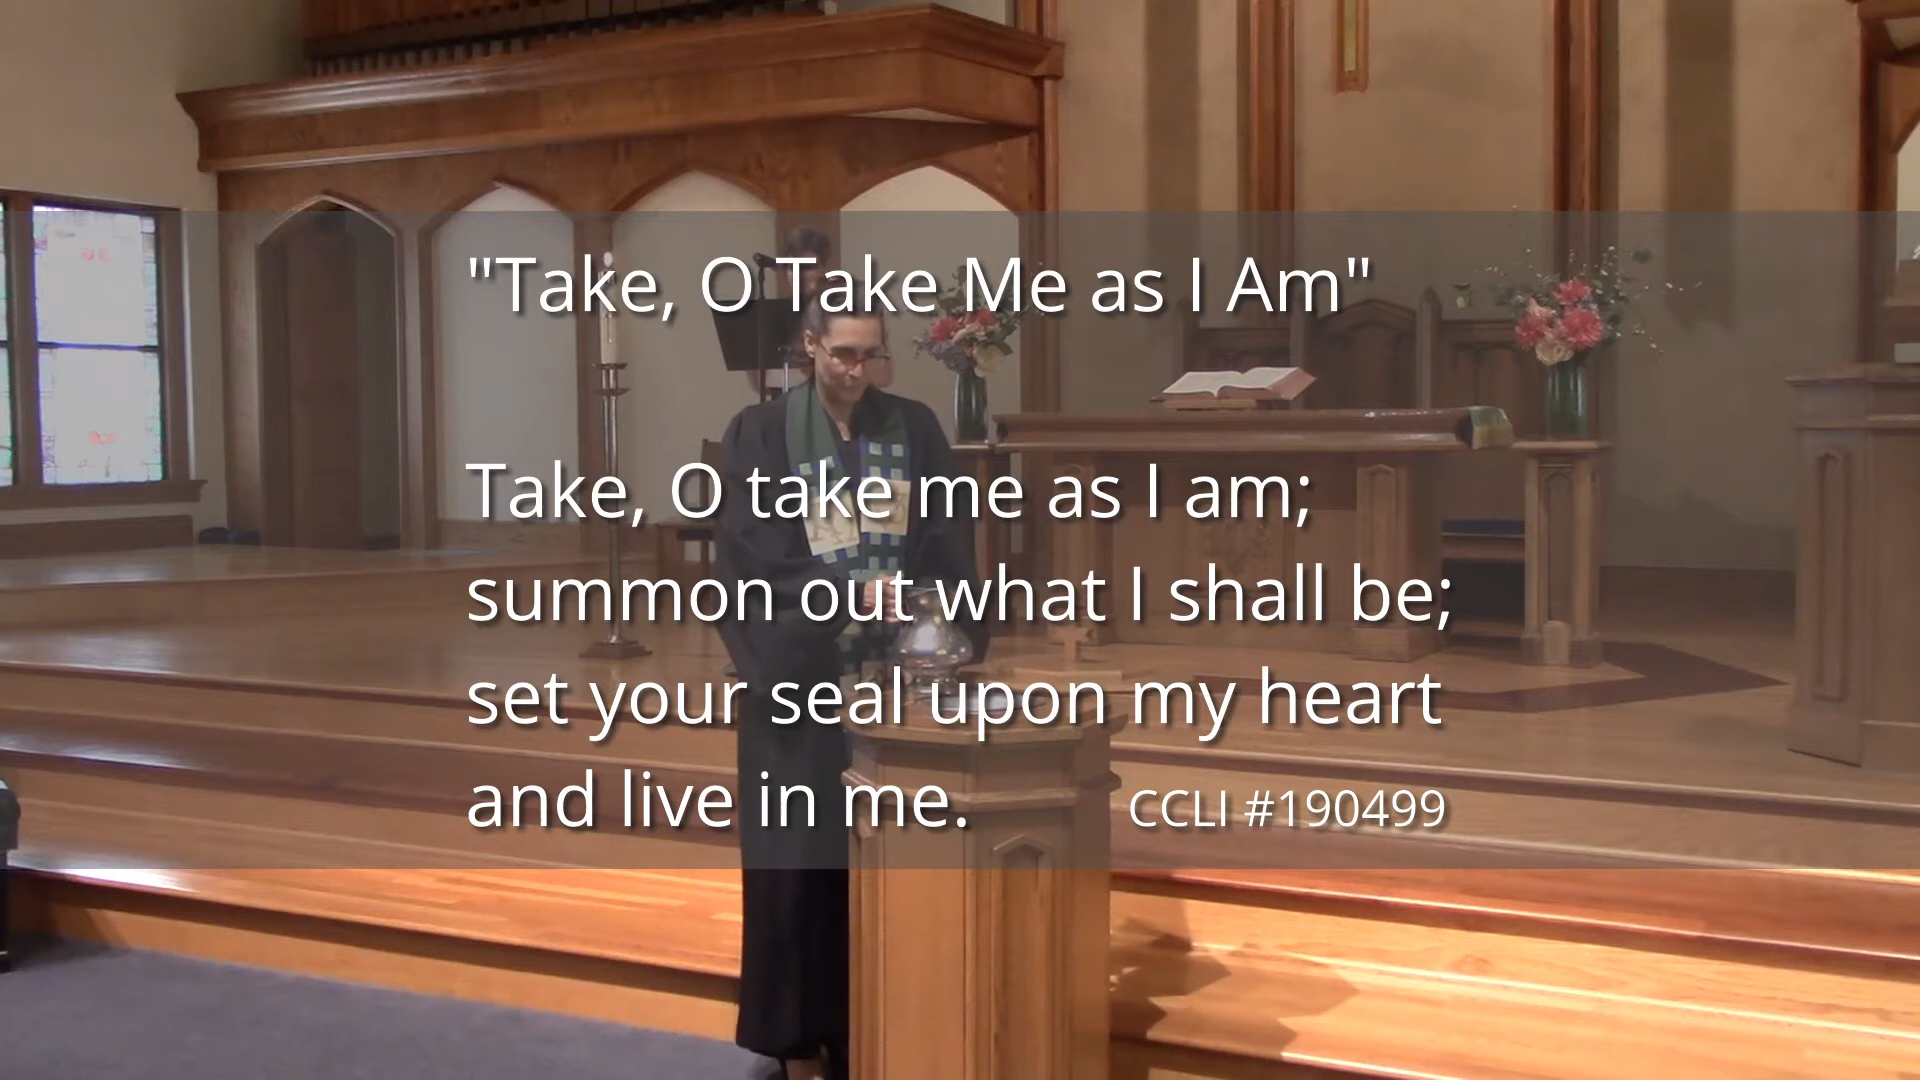 "Take, O Take Me as I Am"
Take, O take me as I am;
summon out what I shall be;
set your seal upon my heart
and live in me. CCLI #190499